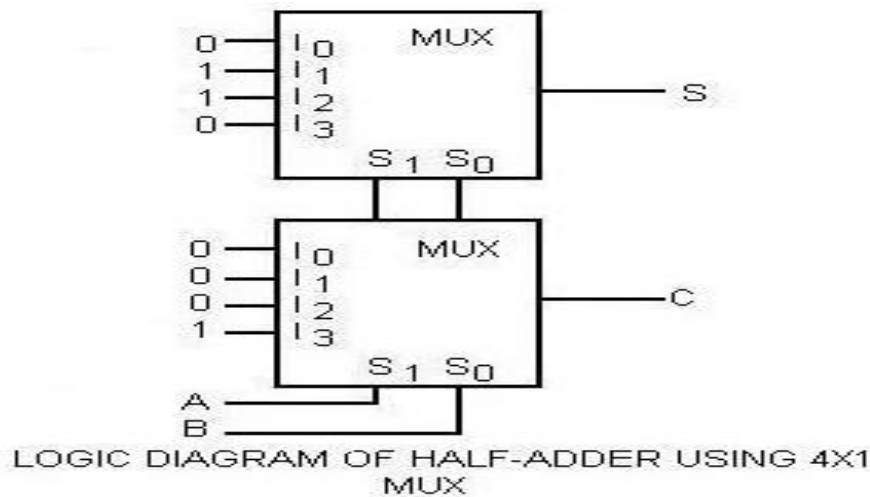 MUX
0 I0
1 I1
1 I2
0 I3
S
S1 S0
MUX
0 I0
0 I1
0 I2
1 I3
C
S1 S0
A
B
LOGIC DIAGRAM OF HALF-ADDER USING 4X1
MUX